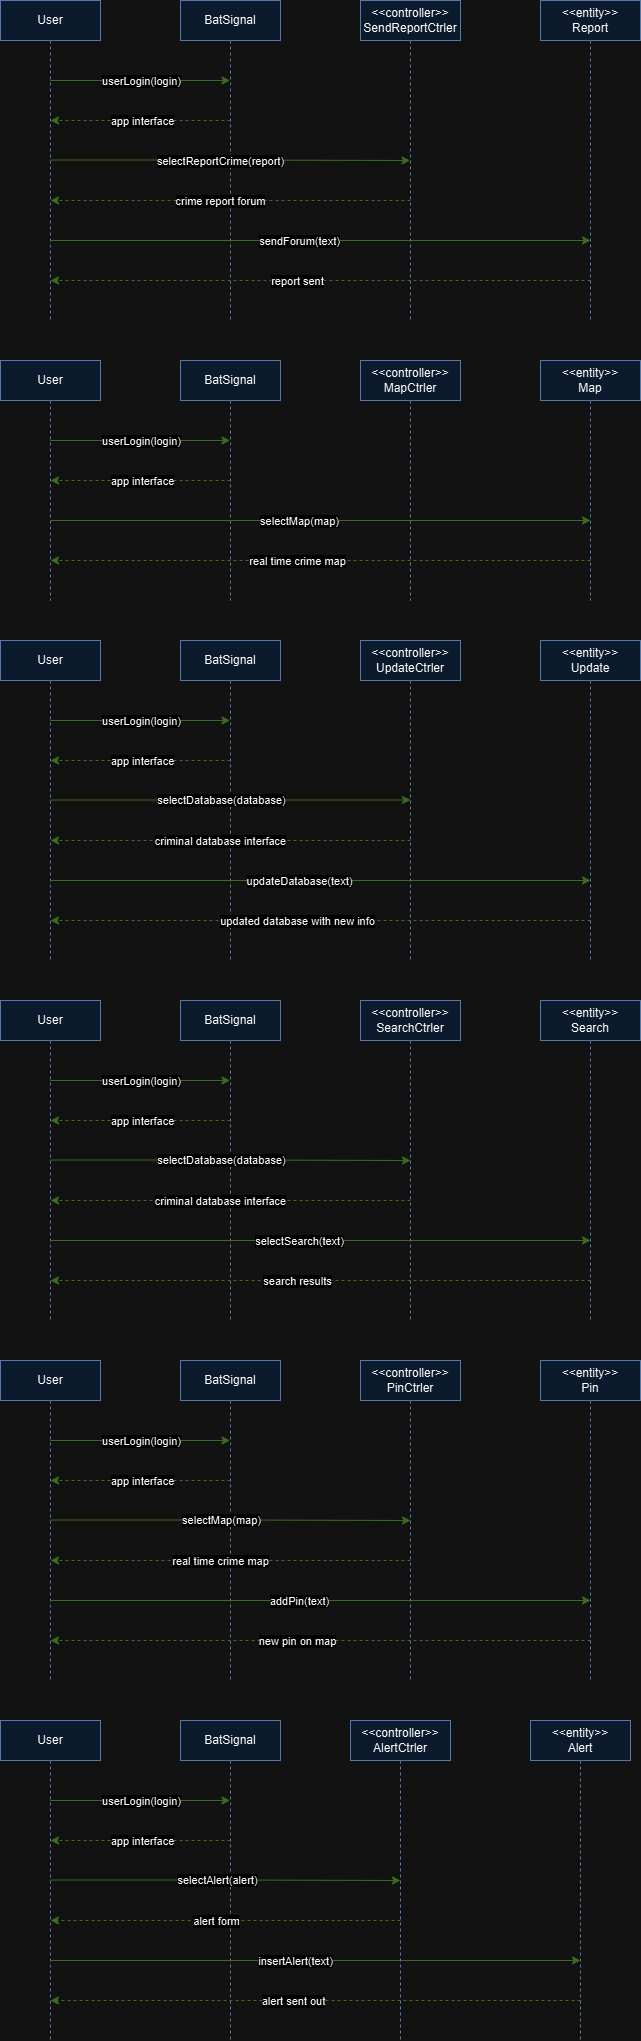 User
BatSignal
<<controller>>
SendReportCtrler
<<entity>>
Report
userLogin(login)
app interface
selectReportCrime(report)
crime report forum
sendForum(text)
report sent
User
BatSignal
<<controller>>
MapCtrler
<<entity>>
Map
userLogin(login)
app interface
selectMap(map)
real time crime map
User
BatSignal
<<controller>>
UpdateCtrler
<<entity>>
Update
userLogin(login)
app interface
selectDatabase(database)
criminal database interface
updateDatabase(text)
updated database with new info
User
BatSignal
<<controller>>
SearchCtrler
<<entity>>
Search
userLogin(login)
app interface
selectDatabase(database)
criminal database interface
selectSearch(text)
search results
User
BatSignal
<<controller>>
PinCtrler
<<entity>>
Pin
userLogin(login)
app interface
selectMap(map)
real time crime map
addPin(text)
new pin on map
User
BatSignal
<<controller>>
AlertCtrler
<<entity>>
Alert
userLogin(login)
app interface
selectAlert(alert)
alert form
insertAlert(text)
alert sent out